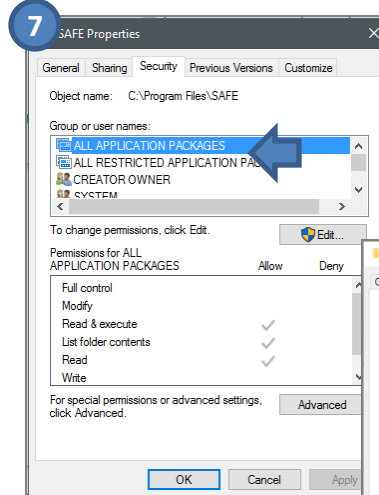 7
SAFE Properties
General Sharing Security Previous Versions Customize
Object name: C:\Program Files\SAFE
Group or user names:
ALL APPLICATION PACKAGES
ALL RESTRICTED APPLICATION
CREATOR OWNER
SYSTEM
To change permissions, click Edit.
Edit...
Permissions for ALL
APPLICATION PACKAGES Allow Deny
Full control
Modify
Read & execute
List folder contents
Read
Write
For special permissions or advanced settings,
click Advanced.
Advanced
OK Cancel Apply